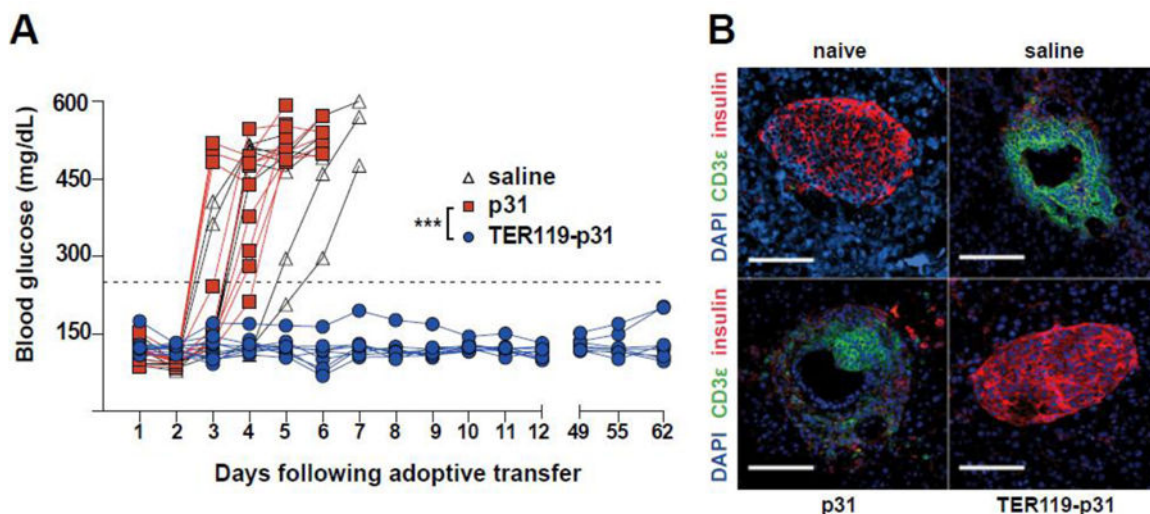 A
Blood glucose (mg/dL)
600
450
300
150
saline
p31
TER119-p31
***
1 2 3 4 5 6 7 8 9 10 11 12 49 55 62
Days following adoptive transfer
B
naive saline
DAPI CD3ε insulin
DAPI CD3ε insulin
p31 TER119-p31